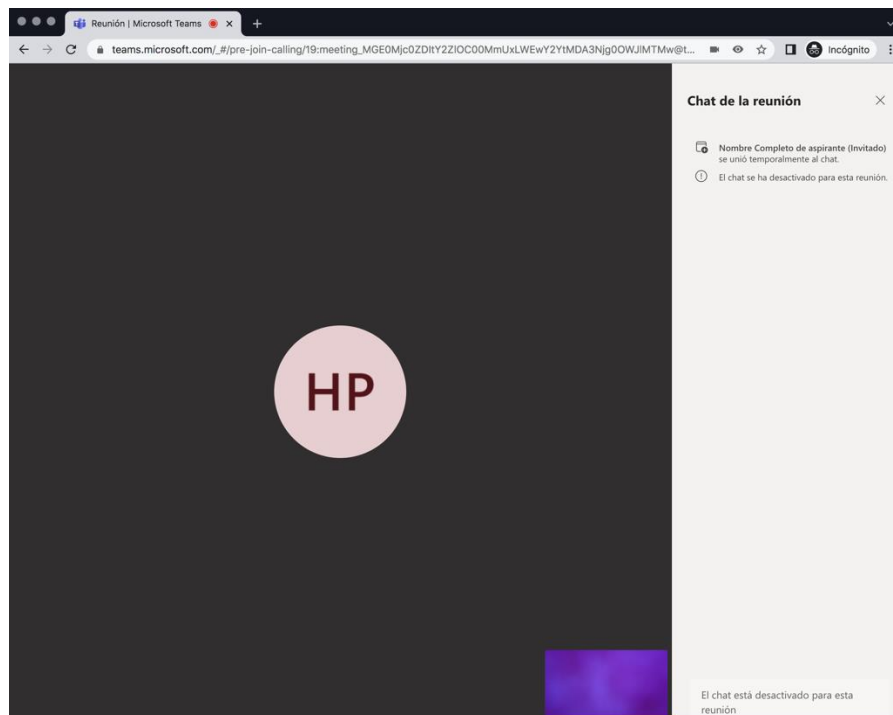 Reunión | Microsoft Teams
teams.microsoft.com/_#/pre-join-calling/19:meeting_MGE0Mjc0ZDItY2ZlOC00MmUxLWEwY2YtMDA3Njg0OWJlMTMw@t...
Incógnito
Chat de la reunión
Nombre Completo de aspirante (Invitado)
se unió temporalmente al chat.
El chat se ha desactivado para esta reunión.
HP
El chat está desactivado para esta
reunión